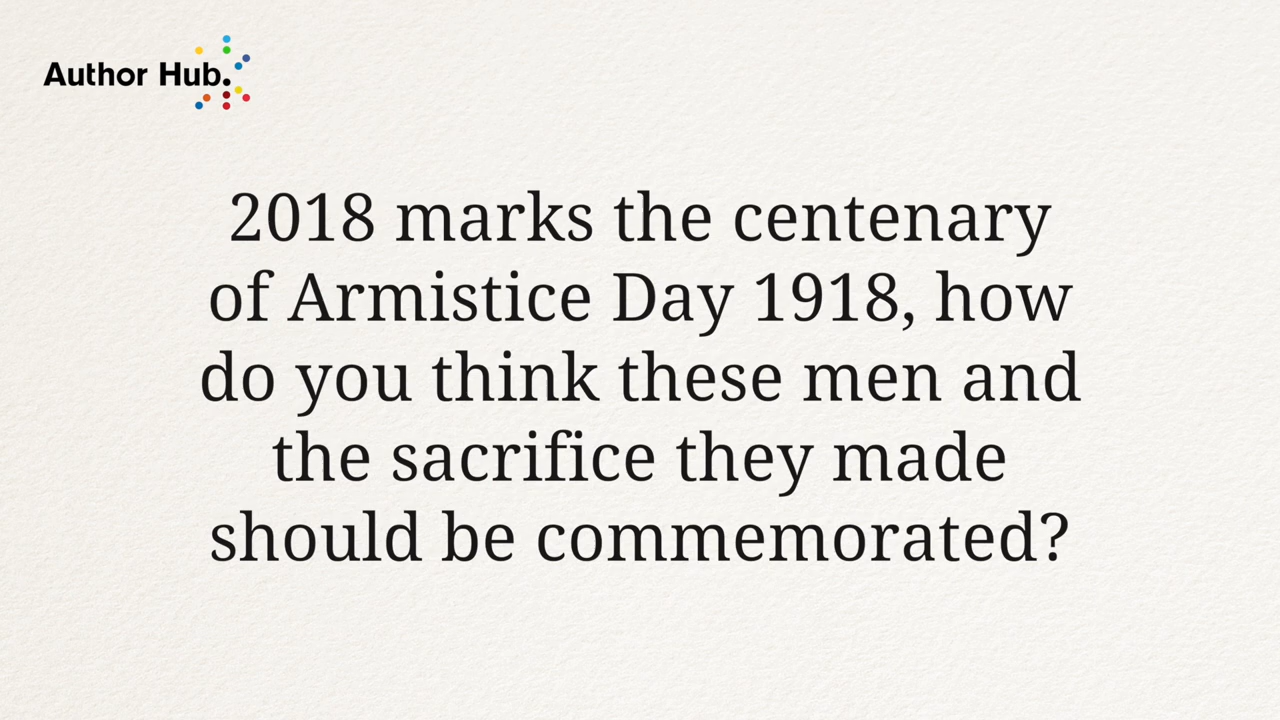 Author Hub.
2018 marks the centenary
of Armistice Day 1918, how
do you think these men and
the sacrifice they made
should be commemorated?